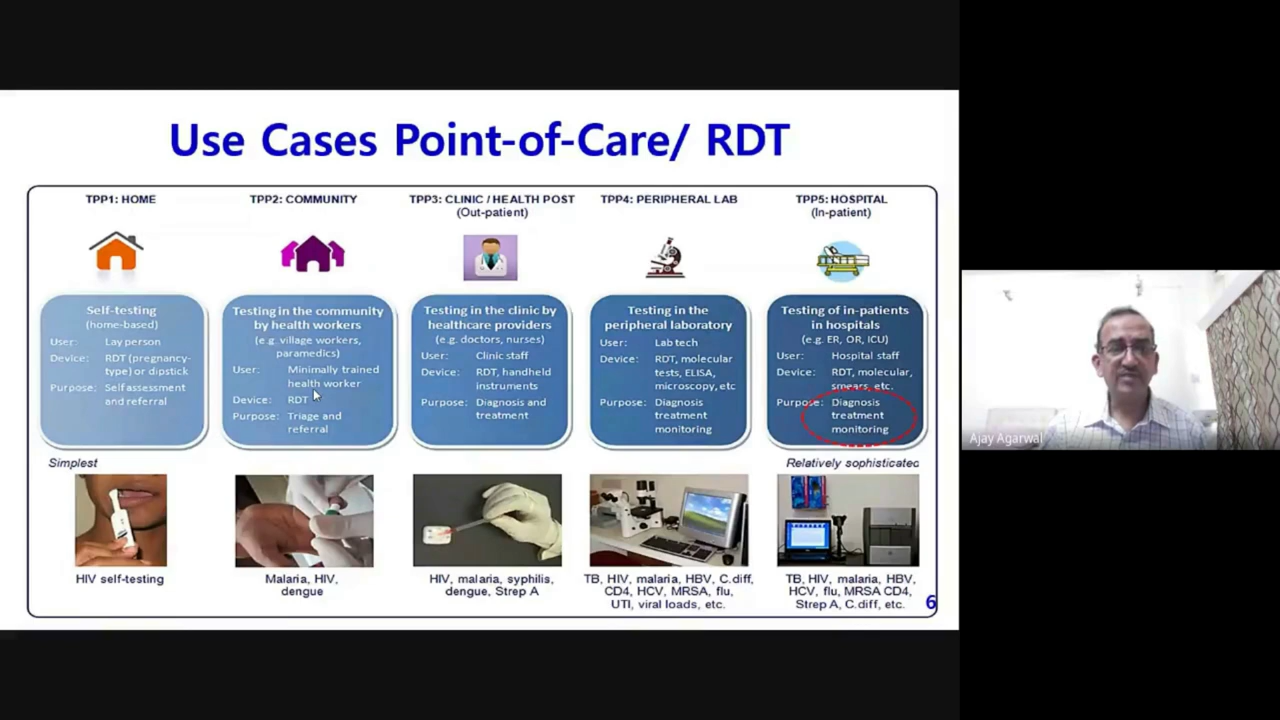 Use Cases Point-of-Care/ RDT
TPP1: HOME
TPP2: COMMUNITY
TPP3: CLINIC / HEALTH POST
(Out-patient)
TPP4: PERIPHERAL LAB
TPP5: HOSPITAL
(In-patient)
Self-testing
(home-based)
User: Lay person
Device: RDT (pregnancy-
type) or dipstick
Purpose: Self assessment
and referral
Testing in the community
by health workers
(e.g. village workers,
paramedics)
User: Minimally trained
health worker
Device: RDT
Purpose: Triage and
referral
Testing in the clinic by
healthcare providers
(e.g. doctors, nurses)
User: Clinic staff
Device: RDT, handheld
instruments
Purpose: Diagnosis and
treatment
Testing in the
peripheral laboratory
User: Lab tech
Device: RDT, molecular
tests, ELISA,
microscopy, etc
Purpose: Diagnosis
treatment
monitoring
Testing of in-patients
in hospitals
(e.g. ER, OR, ICU)
User: Hospital staff
Device: RDT, molecular,
smears, etc.
Purpose: Diagnosis
treatment
monitoring
Simplest
Relatively sophisticated
HIV self-testing
Malaria, HIV,
dengue
HIV, malaria, syphilis,
dengue, Strep A
TB, HIV, malaria, HBV, C.diff,
CD4, HCV, MRSA, flu,
UTI, viral loads, etc.
TB, HIV, malaria, HBV,
HCV, flu, MRSA CD4,
Strep A, C.diff, etc.
6
Ajay Agarwal